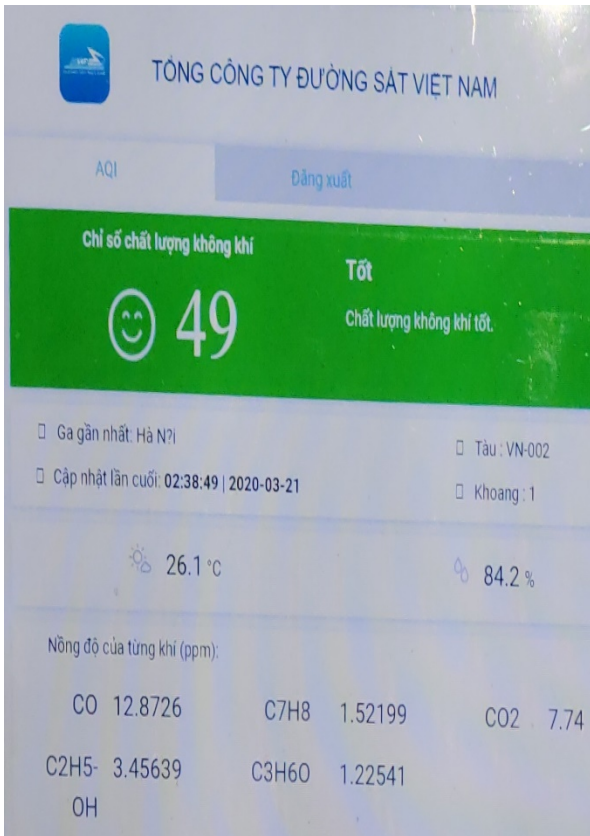 TỔNG CÔNG TY ĐƯỜNG SẮT VIỆT NAM
AQI
Đăng xuất
Chỉ số chất lượng không khí
49
Tốt
Chất lượng không khí tốt.
Ga gần nhất: Hà N?i
Tàu : VN-002
Cập nhật lần cuối: 02:38:49 | 2020-03-21
Khoang : 1
26.1 °C
84.2 %
Nồng độ của từng khí (ppm):
CO 12.8726 C7H8 1.52199 CO2 7.74
C2H5- 3.45639 C3H6O 1.22541
OH